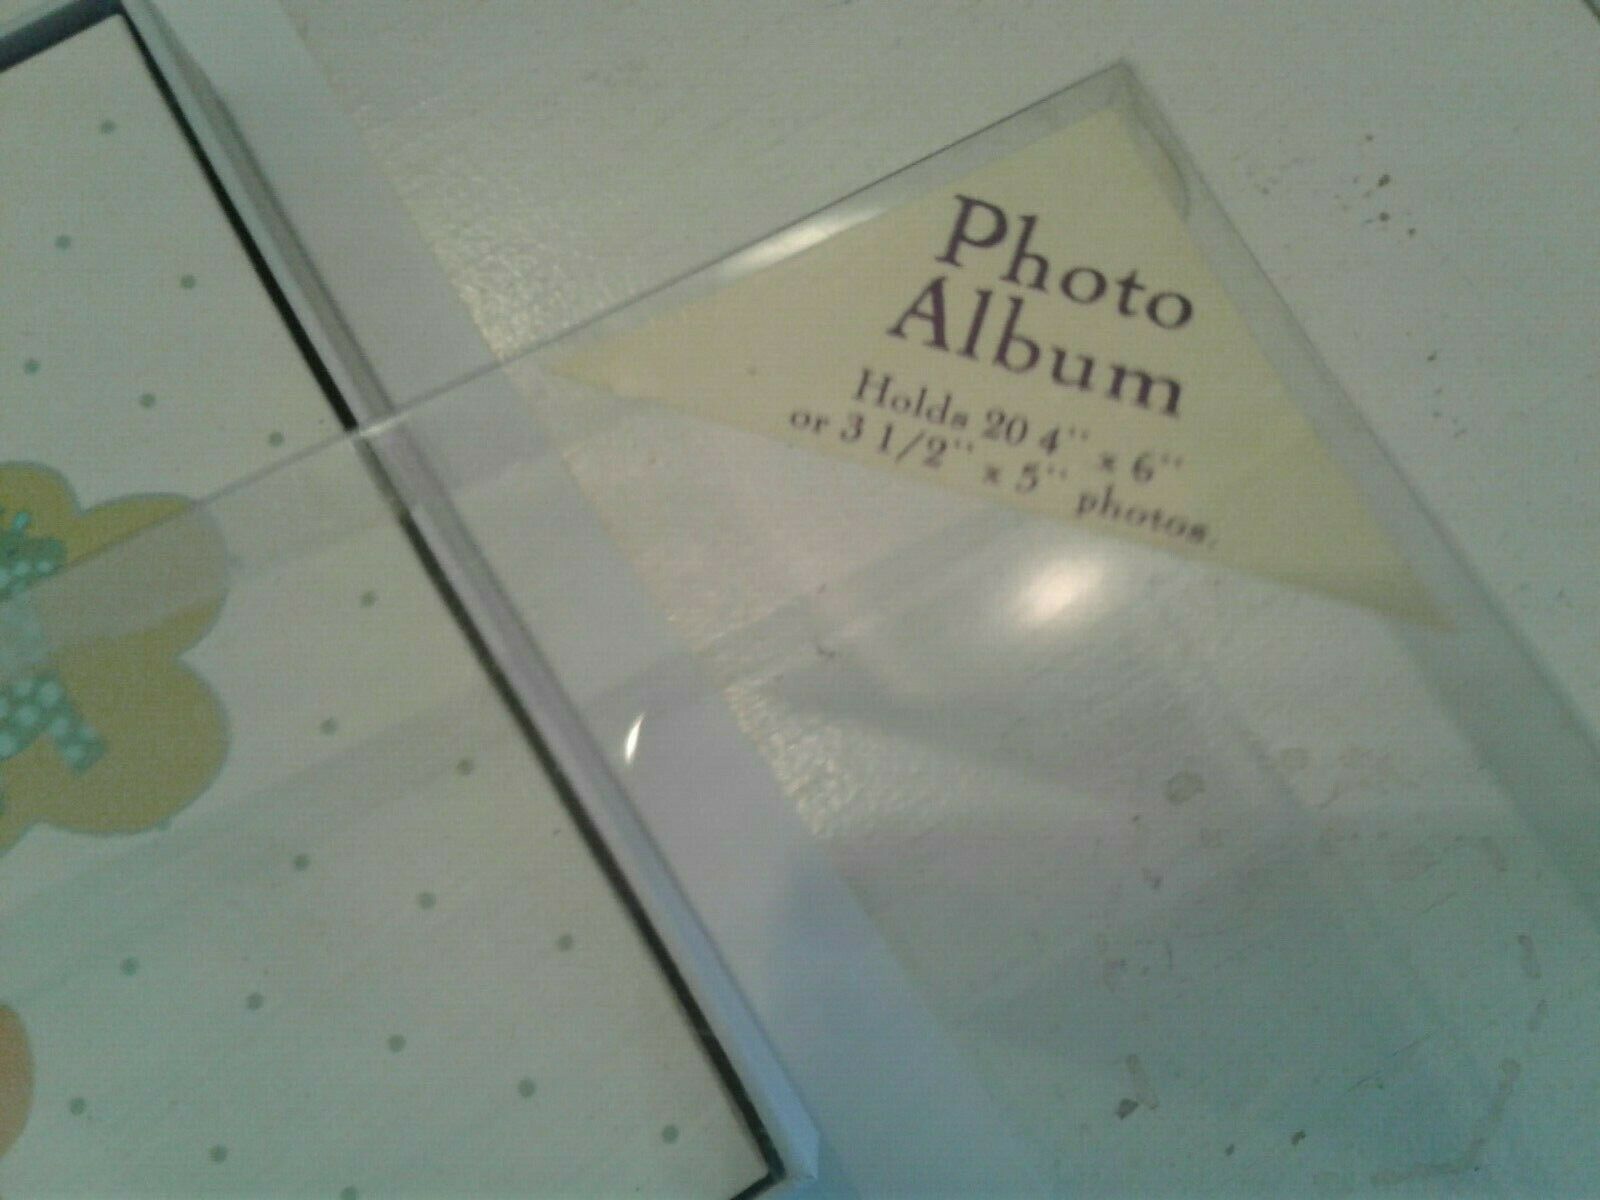 Photo
Album
Holds 20 4" x 6"
or 3 1/2" x 5" photos.